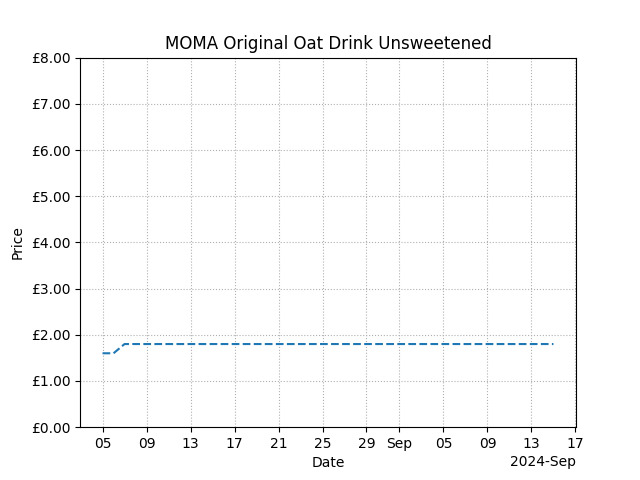 MOMA Original Oat Drink Unsweetened
£8.00
£7.00
£6.00
£5.00
£4.00
£3.00
£2.00
£1.00
£0.00
Price
05 09 13 17 21 25 29 Sep 05 09 13 17
Date
2024-Sep